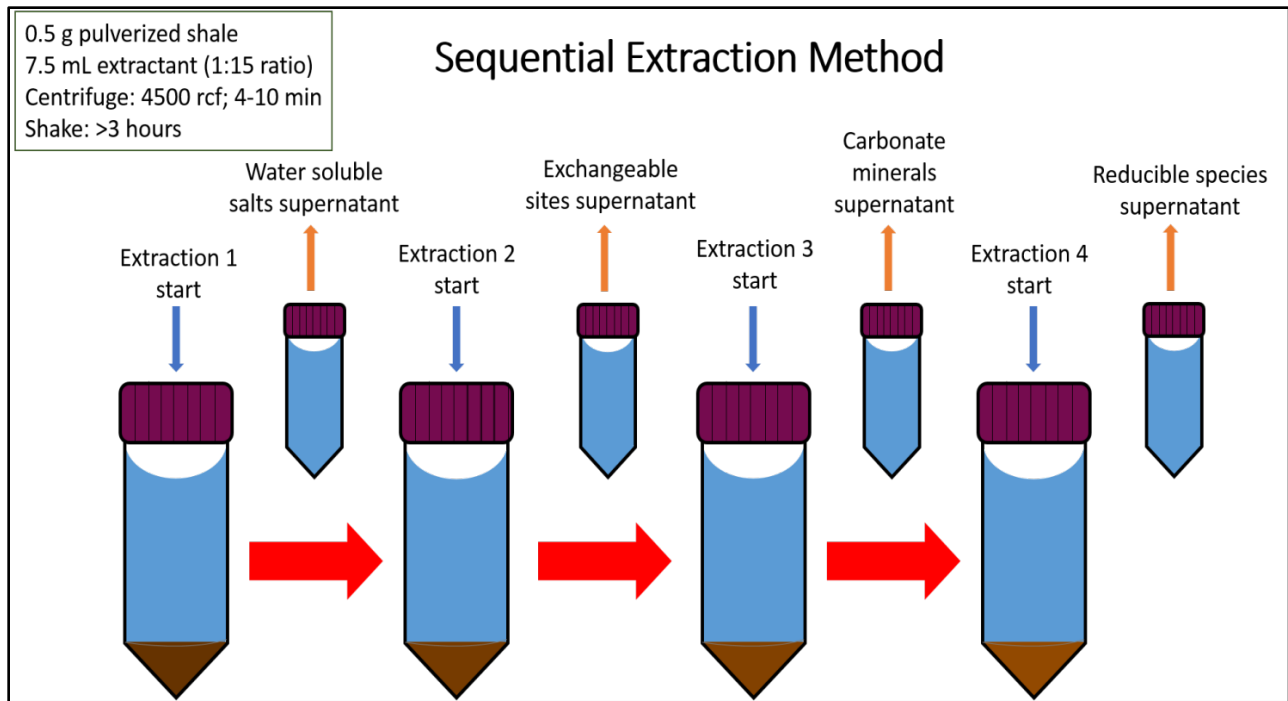 0.5 g pulverized shale
7.5 mL extractant (1:15 ratio)
Centrifuge: 4500 rcf; 4-10 min
Shake: >3 hours
Sequential Extraction Method
Water soluble
salts supernatant
Exchangeable
sites supernatant
Carbonate
minerals
supernatant
Reducible species
supernatant
Extraction 1
start
Extraction 2
start
Extraction 3
start
Extraction 4
start